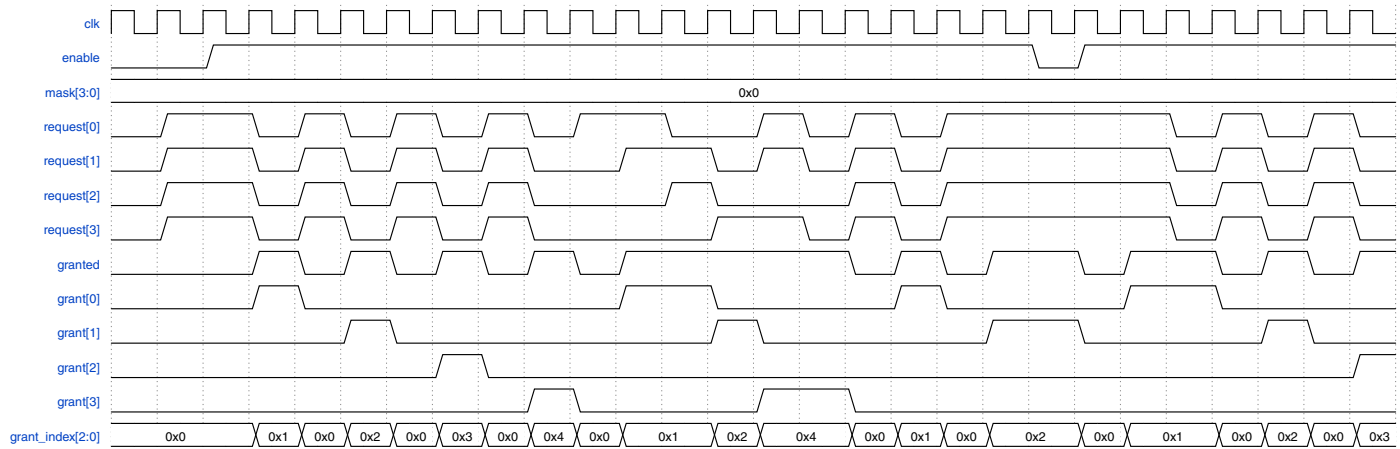 clk
enable
mask[3:0] 0x0
request[0]
request[1]
request[2]
request[3]
granted
grant[0]
grant[1]
grant[2]
grant[3]
grant_index[2:0] 0x0 0x1 0x0 0x2 0x0 0x3 0x0 0x4 0x0 0x1 0x2 0x4 0x0 0x1 0x0 0x2 0x0 0x1 0x0 0x2 0x0 0x3